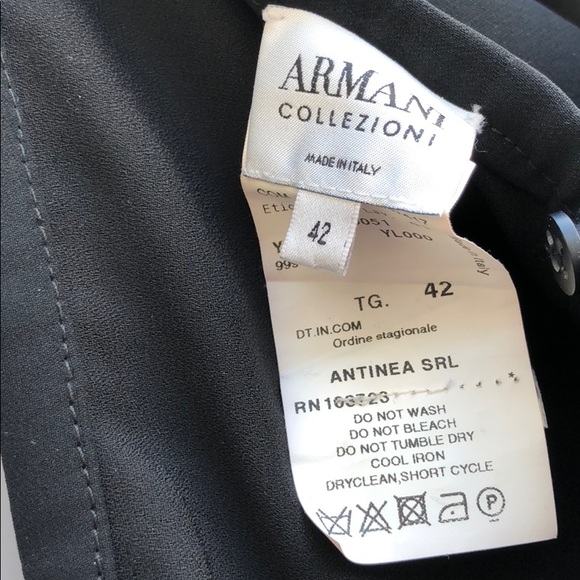 ARMANI
COLLEZIONI
MADE IN ITALY
42
YL000
TG. 42
DT.IN.COM
Ordine stagionale
ANTINEA SRL
DO NOT WASH
DO NOT BLEACH
DO NOT TUMBLE DRY
COOL IRON
DRYCLEAN,SHORT CYCLE
P